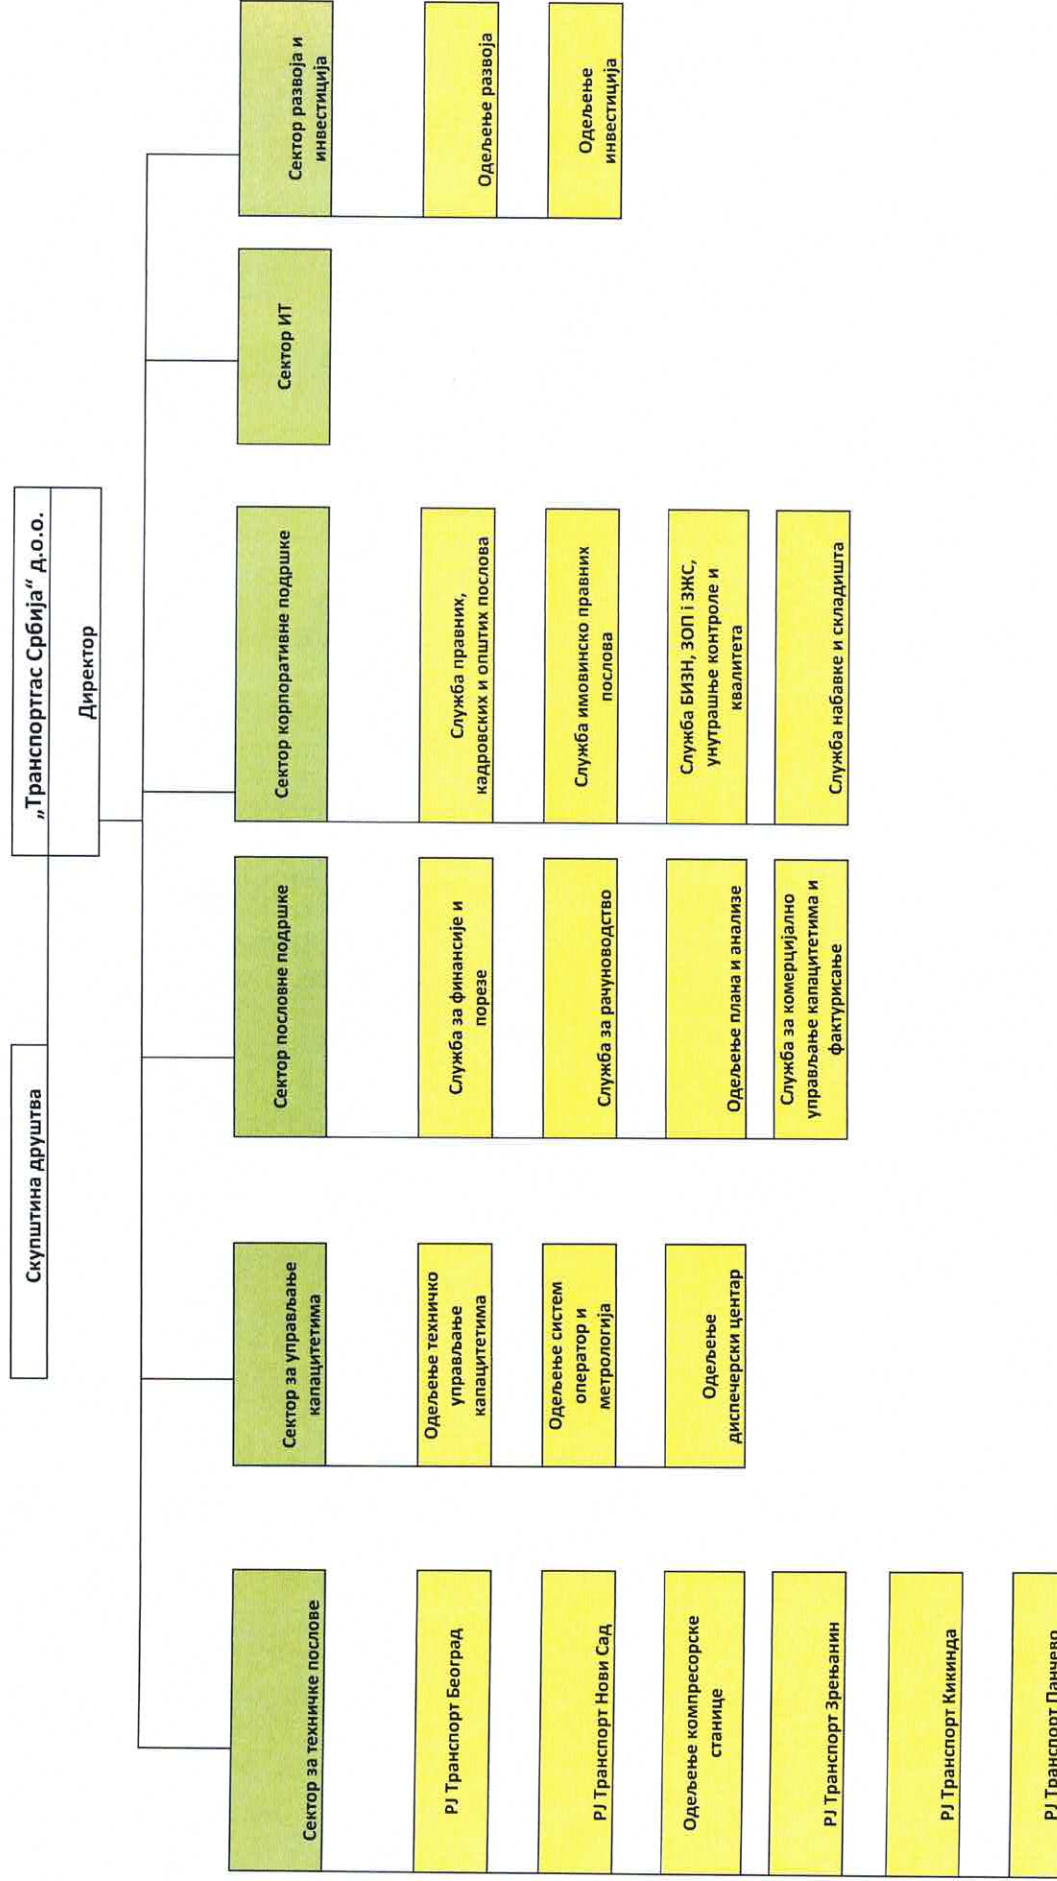 Скупштина друштва
„Транспортгас Србија“ д.о.о.
Директор
Сектор за техничке послове
РЈ Транспорт Београд
РЈ Транспорт Нови Сад
Одељење компресорске
станице
РЈ Транспорт Зрењанин
РЈ Транспорт Кикинда
РЈ Транспорт Панчево
Сектор за управљање
капацитетима
Одељење техничко
управљање
капацитетима
Одељење систем
оператор и
метрологија
Одељење
диспечерски центар
Сектор пословне подршке
Служба за финансије и
порезе
Служба за рачуноводство
Одељење плана и анализе
Служба за комерцијално
управљање капацитетима и
фактурисање
Сектор корпоративне подршке
Служба правних,
кадровских и општих послова
Служба имовинско правних
послова
Служба БИЗН, ЗОП і ЗЖС,
унутрашње контроле и
квалитета
Служба набавке и складишта
Сектор ИТ
Сектор развоја и
инвестиција
Одељење развоја
Одељење
инвестиција